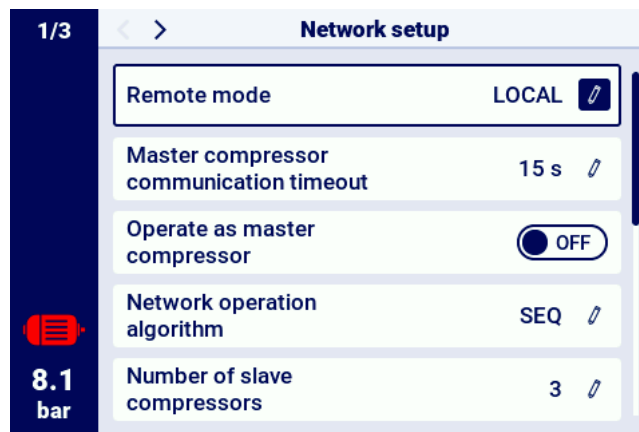 1/3
Network setup
Remote mode
LOCAL
Master compressor
communication timeout
15 s
Operate as master
compressor
OFF
Network operation
algorithm
SEQ
Number of slave
compressors
3
8.1
bar